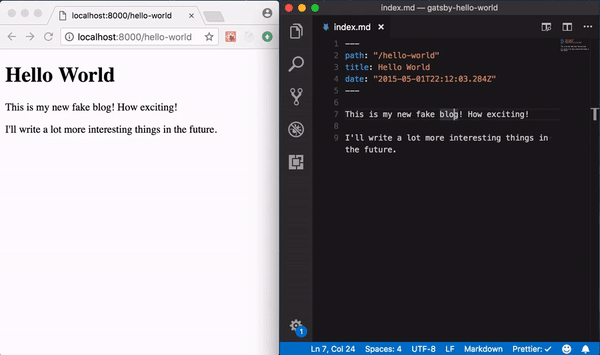 localhost:8000/hello-world
localhost:8000/hello-world
Hello World
This is my new fake blog! How exciting!
I'll write a lot more interesting things in the future.
index.md — gatsby-hello-world
index.md
1 ---
2 path: "/hello-world"
3 title: Hello World
4 date: "2015-05-01T22:12:03.284Z"
5 ---
6
7 This is my new fake blog! How exciting!
8
9 I'll write a lot more interesting things in
the future.
1
Ln 7, Col 24 Spaces: 4 UTF-8 LF Markdown Prettier: ✓